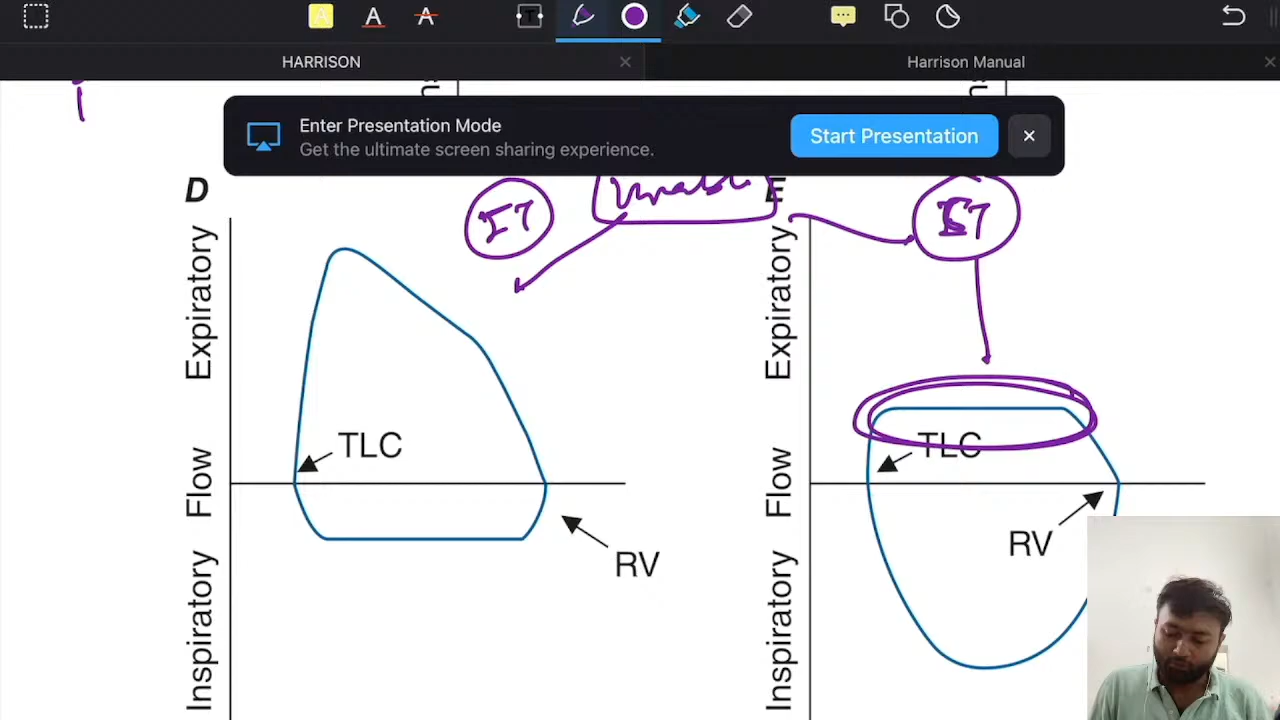 A A A T
HARRISON
Harrison Manual
Enter Presentation Mode
Get the ultimate screen sharing experience.
Start Presentation
D
E
Expiratory
Flow
Inspiratory
TLC
RV
Expiratory
Flow
Inspiratory
TLC
RV